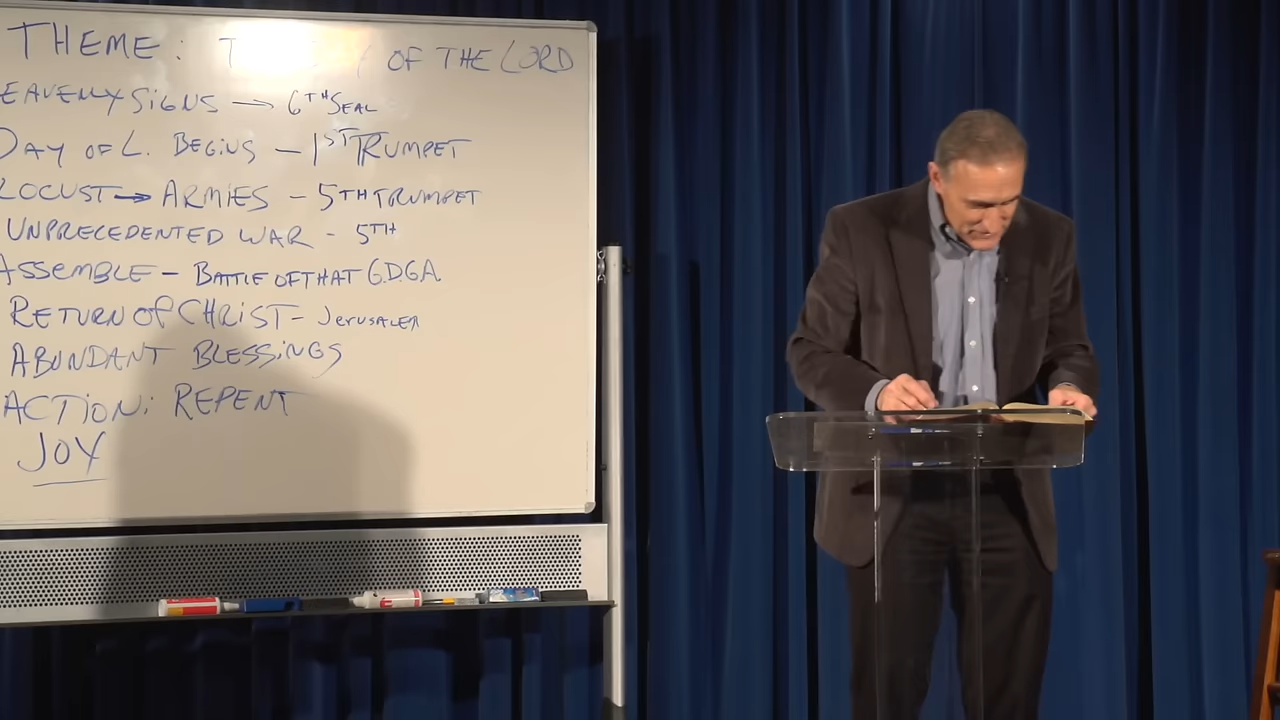 THEME: T OF THE LORD
EAVENLY SIGNS → 6TH SEAL
DAY OF L. BEGINS - 1ST TRUMPET
LOCUST → ARMIES - 5TH TRUMPET
UNPRECEDENTED WAR - 5TH
ASSEMBLE - BATTLE OF THAT G.D.G.A.
RETURN OF CHRIST - JERUSALEM
ABUNDANT BLESSINGS
ACTION: REPENT
JOY